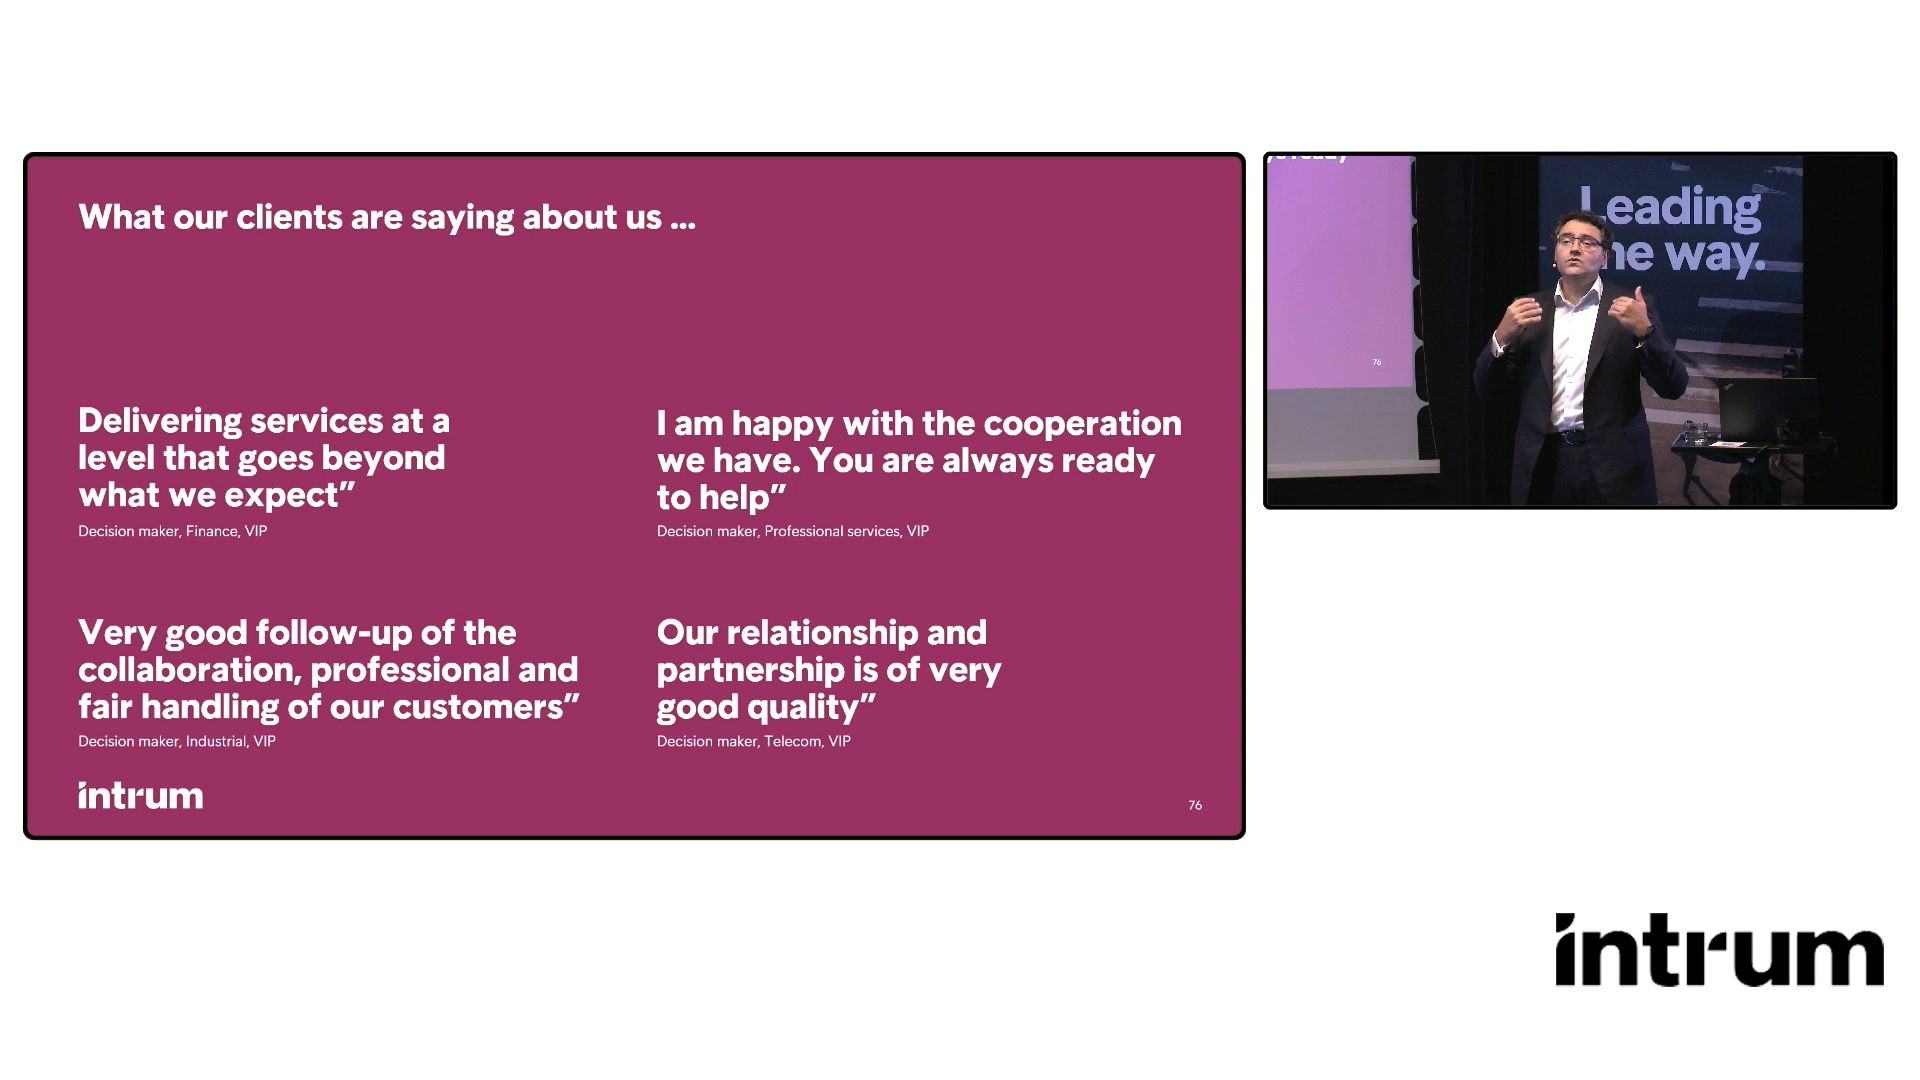 What our clients are saying about us ...
Delivering services at a
level that goes beyond
what we expect”
Decision maker, Finance, VIP
I am happy with the cooperation
we have. You are always ready
to help”
Decision maker, Professional services, VIP
Very good follow-up of the
collaboration, professional and
fair handling of our customers”
Decision maker, Industrial, VIP
Our relationship and
partnership is of very
good quality”
Decision maker, Telecom, VIP
intrum
76
ready
76
Leading
he way.
intrum